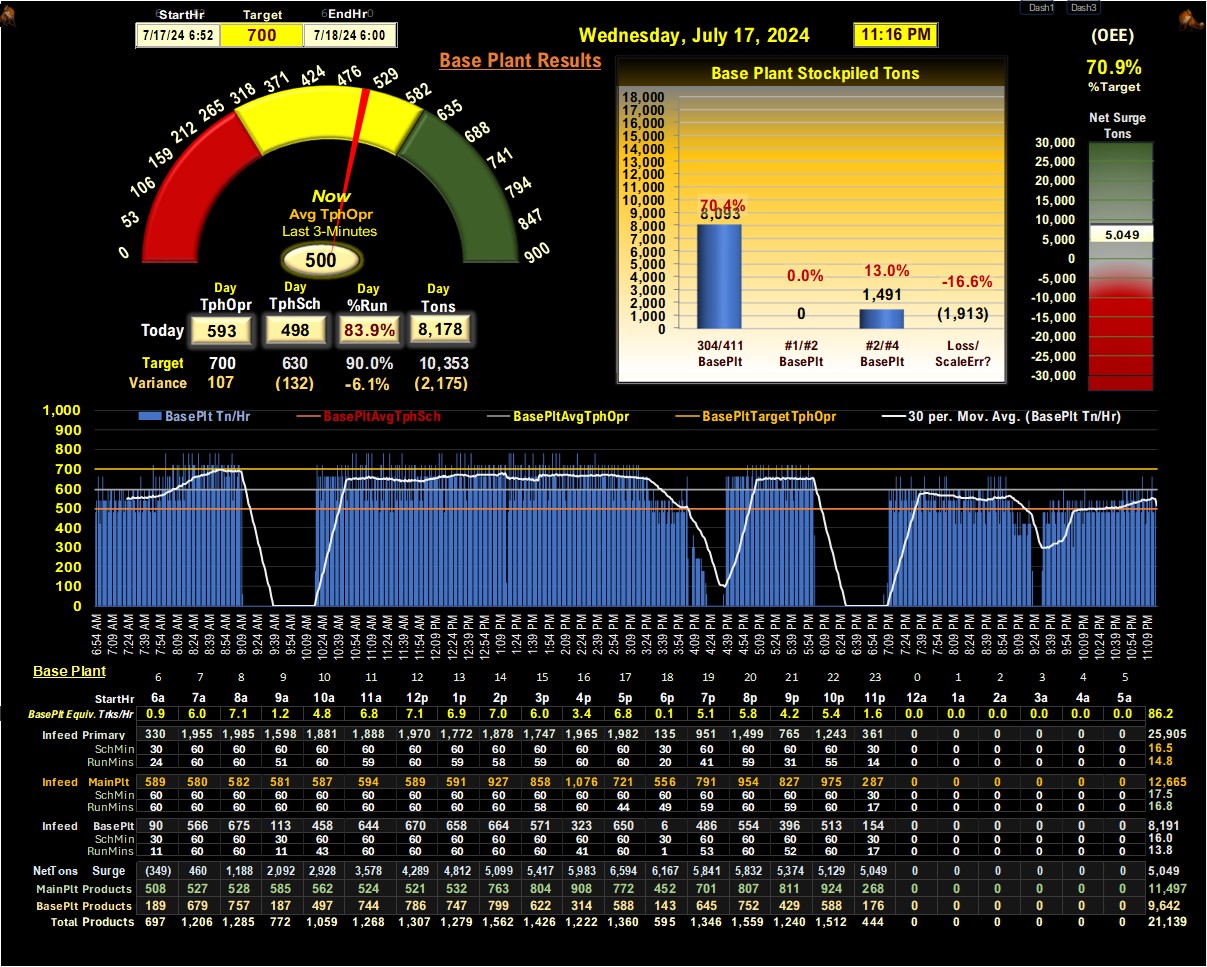 StartHr Target EndHr Dash1 Dash3
7/17/24 6:52 700 7/18/24 6:00
Wednesday, July 17, 2024 11:16 PM
(OEE)
70.9%
%Target
Base Plant Results
Net Surge
Tons
30,000
25,000
20,000
15,000
10,000
5,000
0
-5,000
-10,000
-15,000
-20,000
-25,000
-30,000
5,049
0 53 106 159 212 265 318 371 424 476 529 582 635 688 741 794 847 900
Now
Avg TphOpr
Last 3-Minutes
500
Day Day Day Day
TphOpr TphSch %Run Tons
Today 593 498 83.9% 8,178
Target 700 630 90.0% 10,353
Variance 107 (132) -6.1% (2,175)
Base Plant Stockpiled Tons
18,000
17,000
16,000
15,000
14,000
13,000
12,000
11,000
10,000
9,000
8,000
7,000
6,000
5,000
4,000
3,000
2,000
1,000
0
70.4% 0.0% 13.0% -16.6%
8,093 0 1,491 (1,913)
304/411 #1/#2 #2/#4 Loss/
BasePlt BasePlt BasePlt ScaleErr?
BasePlt Tn/Hr BasePltAvgTphSch BasePltAvgTphOpr BasePltTargetTphOpr 30 per. Mov. Avg. (BasePlt Tn/Hr)
1,000
900
800
700
600
500
400
300
200
100
0
6:54 AM 7:09 AM 7:24 AM 7:39 AM 7:54 AM 8:09 AM 8:24 AM 8:39 AM 8:54 AM 9:09 AM 9:24 AM 9:39 AM 9:54 AM 10:09 AM 10:24 AM 10:39 AM 10:54 AM 11:09 AM 11:24 AM 11:39 AM 11:54 AM 12:09 PM 12:24 PM 12:39 PM 12:54 PM 1:09 PM 1:24 PM 1:39 PM 1:54 PM 2:09 PM 2:24 PM 2:39 PM 2:54 PM 3:09 PM 3:24 PM 3:39 PM 3:54 PM 4:09 PM 4:24 PM 4:39 PM 4:54 PM 5:09 PM 5:24 PM 5:39 PM 5:54 PM 6:09 PM 6:24 PM 6:39 PM 6:54 PM 7:09 PM 7:24 PM 7:39 PM 7:54 PM 8:09 PM 8:24 PM 8:39 PM 8:54 PM 9:09 PM 9:24 PM 9:39 PM 9:54 PM 10:09 PM 10:24 PM 10:39 PM 10:54 PM 11:09 PM
Base Plant 6 7 8 9 10 11 12 13 14 15 16 17 18 19 20 21 22 23 0 1 2 3 4 5
StartHr 6a 7a 8a 9a 10a 11a 12p 1p 2p 3p 4p 5p 6p 7p 8p 9p 10p 11p 12a 1a 2a 3a 4a 5a
BasePlt Equiv. Trks/Hr 0.9 6.0 7.1 1.2 4.8 6.8 7.1 6.9 7.0 6.0 3.4 6.8 0.1 5.1 5.8 4.2 5.4 1.6 0.0 0.0 0.0 0.0 0.0 0.0 86.2
Infeed Primary 330 1,955 1,985 1,598 1,881 1,888 1,970 1,772 1,878 1,747 1,965 1,982 135 951 1,499 765 1,243 361 0 0 0 0 0 0 25,905
SchMin 30 60 60 60 60 60 60 60 60 60 60 60 30 60 60 60 60 30 0 0 0 0 0 0 16.5
RunMins 24 60 60 51 60 59 60 59 58 59 60 60 20 41 59 31 55 14 0 0 0 0 0 0 14.8
Infeed MainPlt 589 580 582 581 587 594 589 591 927 858 1,076 721 556 791 954 827 975 287 0 0 0 0 0 0 12,665
SchMin 60 60 60 60 60 60 60 60 60 60 60 60 60 60 60 60 60 30 0 0 0 0 0 0 17.5
RunMins 60 60 60 60 60 60 60 60 60 58 60 44 49 59 60 59 60 17 0 0 0 0 0 0 16.8
Infeed BasePlt 90 566 675 113 458 644 670 658 664 571 323 650 6 486 554 396 513 154 0 0 0 0 0 0 8,191
SchMin 30 60 60 30 60 60 60 60 60 60 60 60 30 60 60 60 60 30 0 0 0 0 0 0 16.0
RunMins 11 60 60 11 43 60 60 60 60 60 41 60 1 53 60 52 60 17 0 0 0 0 0 0 13.8
NetTons Surge (349) 460 1,188 2,092 2,928 3,578 4,289 4,812 5,099 5,417 5,983 6,594 6,167 5,841 5,832 5,374 5,129 5,049 0 0 0 0 0 0 5,049
MainPlt Products 508 527 528 585 562 524 521 532 763 804 908 772 452 701 807 811 924 268 0 0 0 0 0 0 11,497
BasePlt Products 189 679 757 187 497 744 786 747 799 622 314 588 143 645 752 429 588 176 0 0 0 0 0 0 9,642
Total Products 697 1,206 1,285 772 1,059 1,268 1,307 1,279 1,562 1,426 1,222 1,360 595 1,346 1,559 1,240 1,512 444 0 0 0 0 0 0 21,139